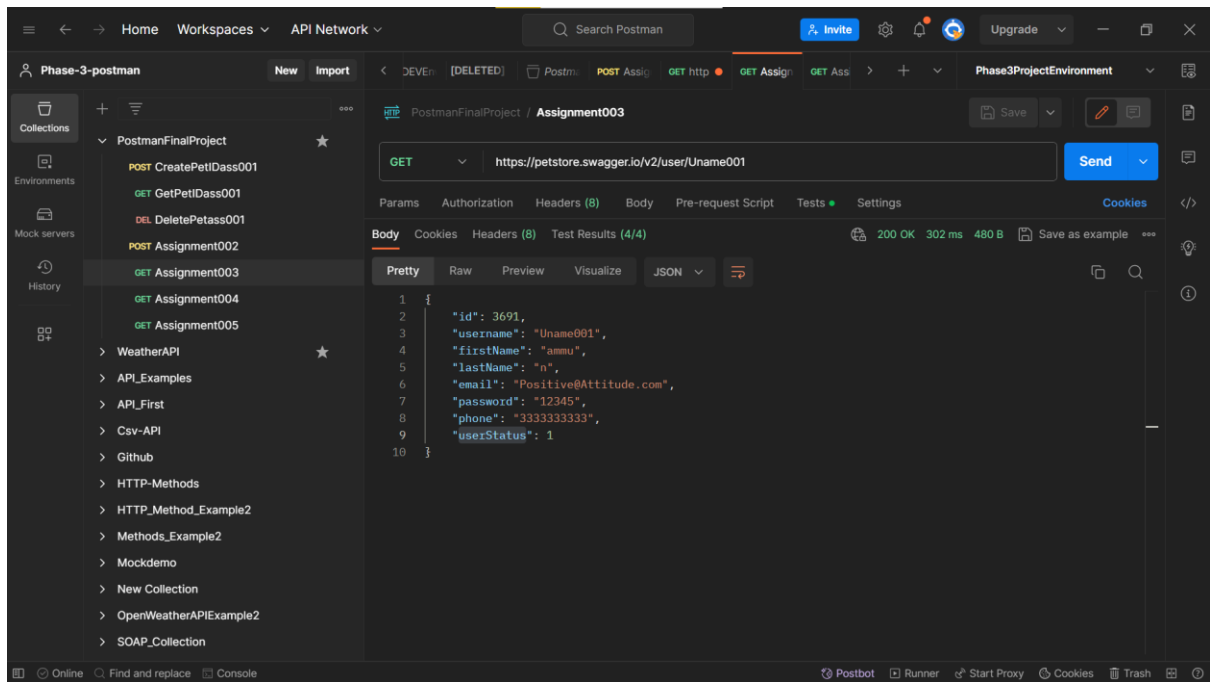 Home Workspaces API Network Search Postman Invite Upgrade
Phase-3-postman New Import [DELETED] POST Assig GET http GET Assign GET Ass Phase3ProjectEnvironment
Collections
Environments
Mock servers
History
PostmanFinalProject
POST CreatePetIDass001
GET GetPetIDass001
DEL DeletePetass001
POST Assignment002
GET Assignment003
GET Assignment004
GET Assignment005
WeatherAPI
API_Examples
API_First
Csv-API
Github
HTTP-Methods
HTTP_Method_Example2
Methods_Example2
Mockdemo
New Collection
OpenWeatherAPIExample2
SOAP_Collection
HTTP PostmanFinalProject / Assignment003 Save
GET https://petstore.swagger.io/v2/user/Uname001 Send
Params Authorization Headers (8) Body Pre-request Script Tests Settings Cookies
Body Cookies Headers (8) Test Results (4/4) 200 OK 302 ms 480 B Save as example
Pretty Raw Preview Visualize JSON
1 {
2 "id": 3691,
3 "username": "Uname001",
4 "firstName": "ammu",
5 "lastName": "n",
6 "email": "Positive@Attitude.com",
7 "password": "12345",
8 "phone": "3333333333",
9 "userStatus": 1
10 }
Online Find and replace Console Postbot Runner Start Proxy Cookies Trash